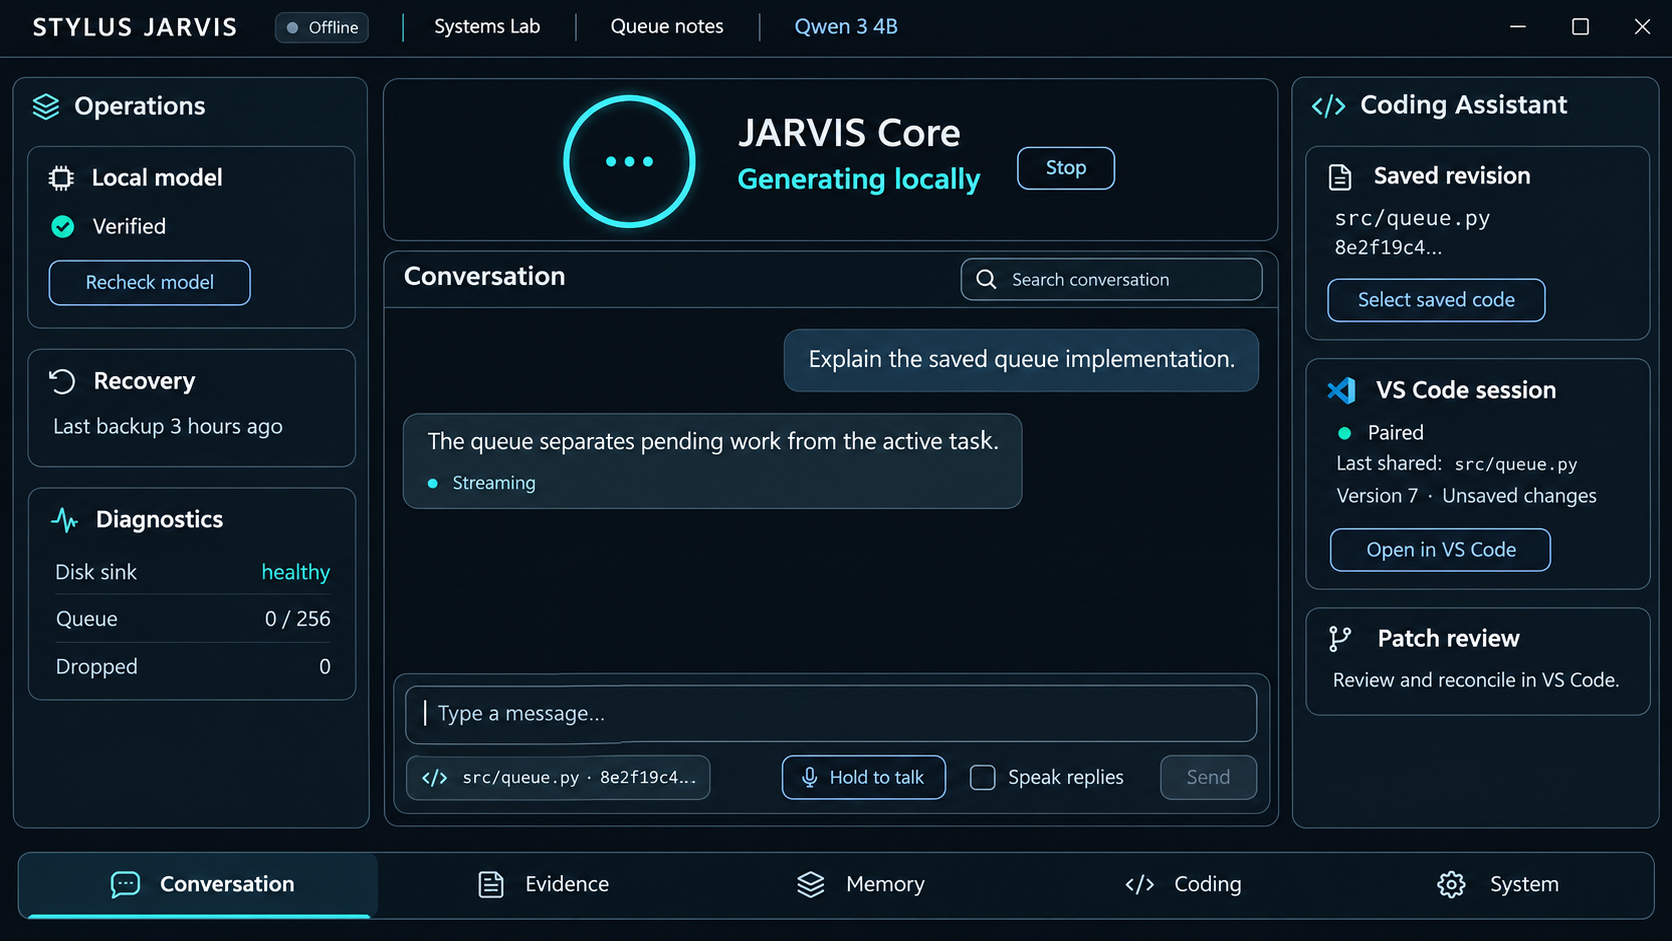 STYLUS JARVIS
Offline
Systems Lab
Queue notes
Qwen 3 4B
Operations
Local model
Verified
Recheck model
Recovery
Last backup 3 hours ago
Diagnostics
Disk sink healthy
Queue 0 / 256
Dropped 0
JARVIS Core
Generating locally
Stop
Conversation
Search conversation
Explain the saved queue implementation.
The queue separates pending work from the active task.
Streaming
Type a message...
</> src/queue.py · 8e2f19c4...
Hold to talk
Speak replies
Send
</> Coding Assistant
Saved revision
src/queue.py
8e2f19c4...
Select saved code
VS Code session
Paired
Last shared: src/queue.py
Version 7 · Unsaved changes
Open in VS Code
Patch review
Review and reconcile in VS Code.
Conversation
Evidence
Memory
</> Coding
System